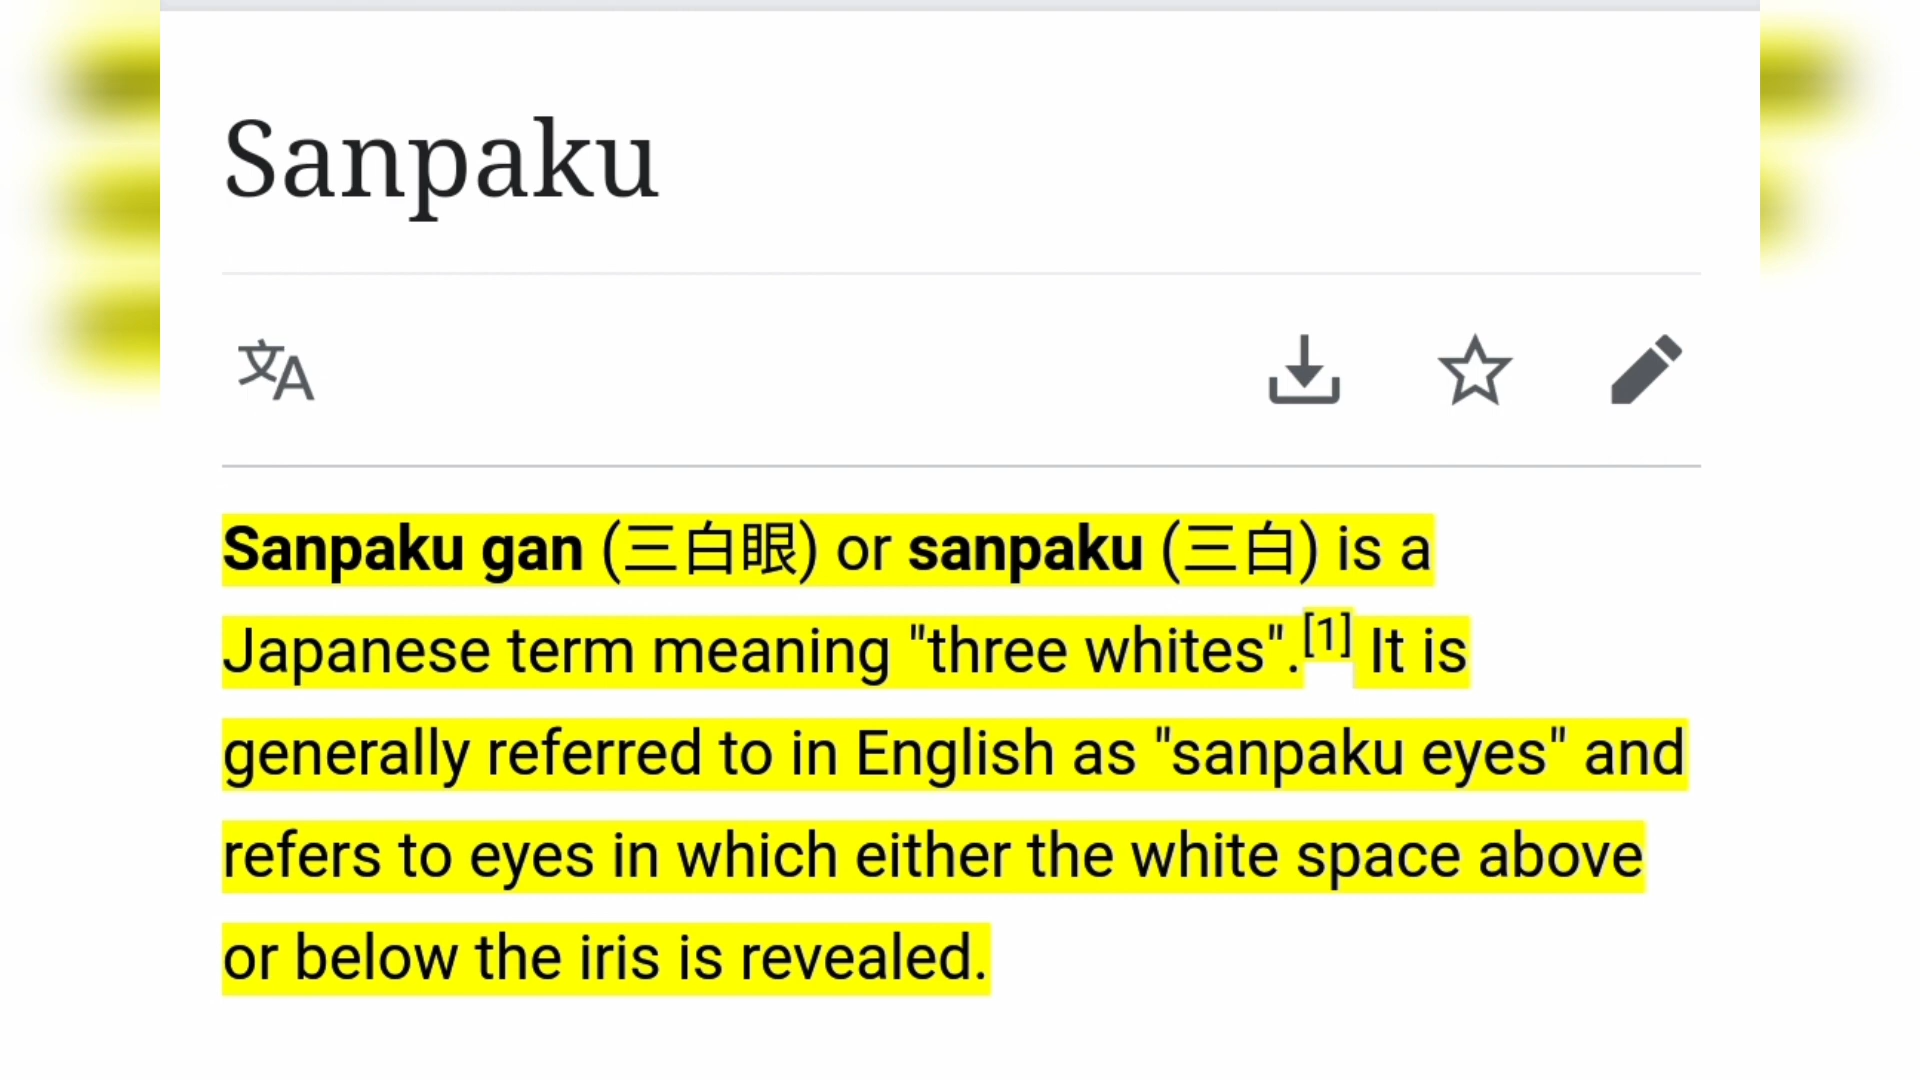 Sanpaku
文A
Sanpaku gan (三白眼) or sanpaku (三白) is a
Japanese term meaning "three whites".[1] It is
generally referred to in English as "sanpaku eyes" and
refers to eyes in which either the white space above
or below the iris is revealed.